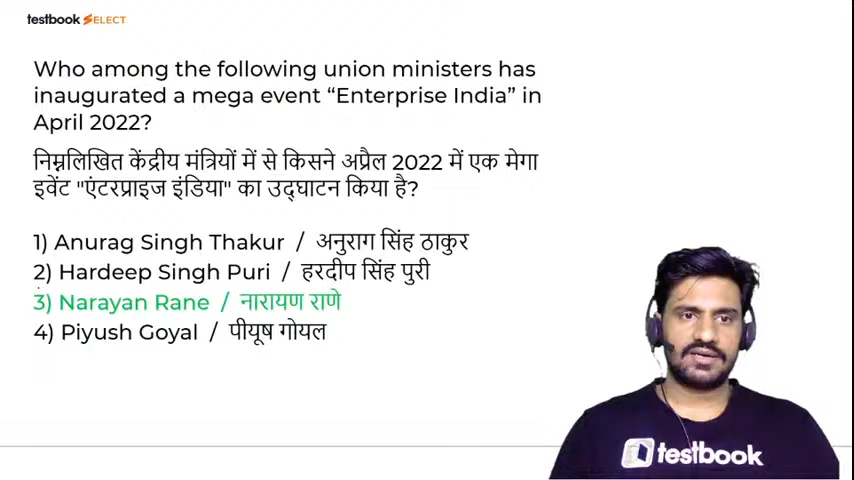 testbook SELECT
Who among the following union ministers has
inaugurated a mega event “Enterprise India” in
April 2022?
निम्नलिखित केंद्रीय मंत्रियों में से किसने अप्रैल 2022 में एक मेगा
इवेंट "एंटरप्राइज इंडिया" का उद्घाटन किया है?
1) Anurag Singh Thakur / अनुराग सिंह ठाकुर
2) Hardeep Singh Puri / हरदीप सिंह पुरी
3) Narayan Rane / नारायण राणे
4) Piyush Goyal / पीयूष गोयल
testbook